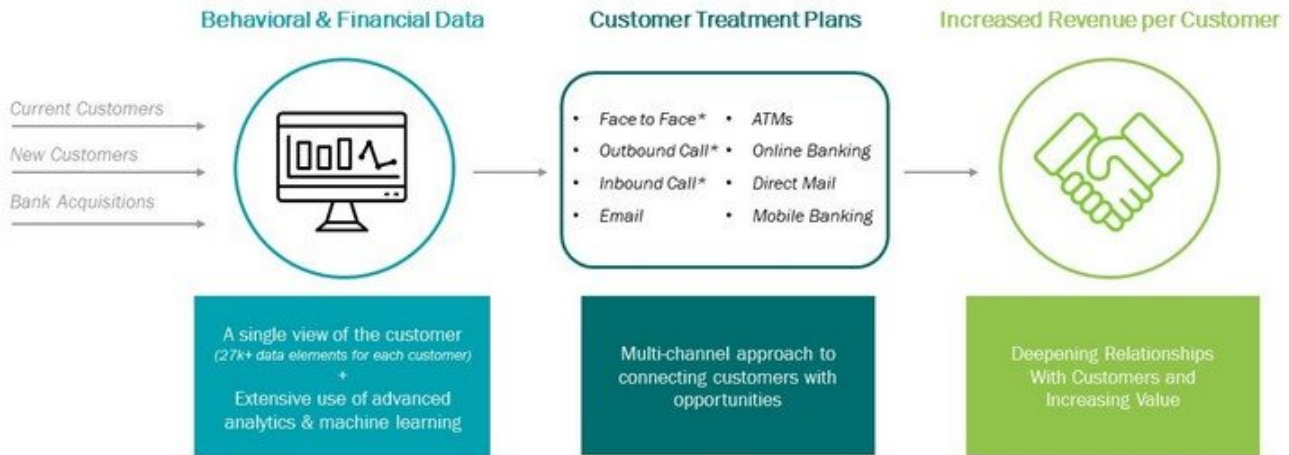 Behavioral & Financial Data
Customer Treatment Plans
Increased Revenue per Customer
Current Customers
New Customers
Bank Acquisitions
• Face to Face*
• Outbound Call*
• Inbound Call*
• Email
• ATMs
• Online Banking
• Direct Mail
• Mobile Banking
A single view of the customer
(27k+ data elements for each customer)
+
Extensive use of advanced
analytics & machine learning
Multi-channel approach to
connecting customers with
opportunities
Deepening Relationships
With Customers and
Increasing Value